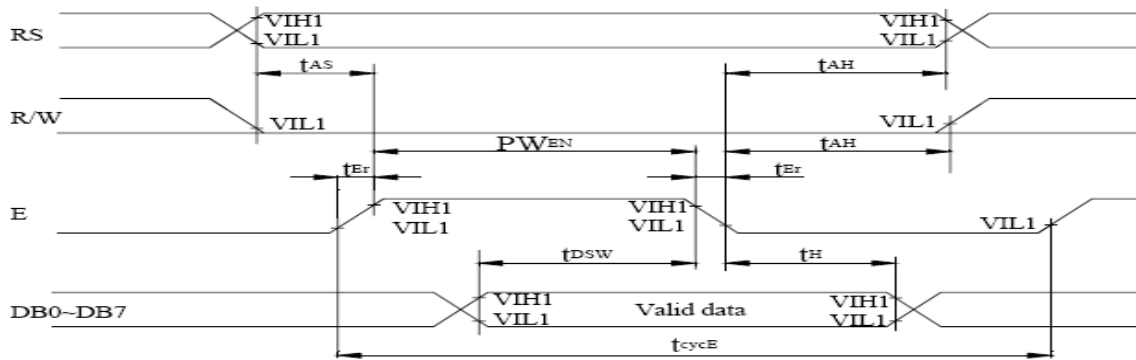 RS VIH1 VIH1
VIL1 VIL1
tAS tAH
R/W VIL1 VIL1
PWEN tAH
tEr tEr
E VIH1 VIH1
VIL1 VIL1 VIL1
tDSW tH
DB0~DB7 VIH1 Valid data VIH1
VIL1 VIL1
tcycE